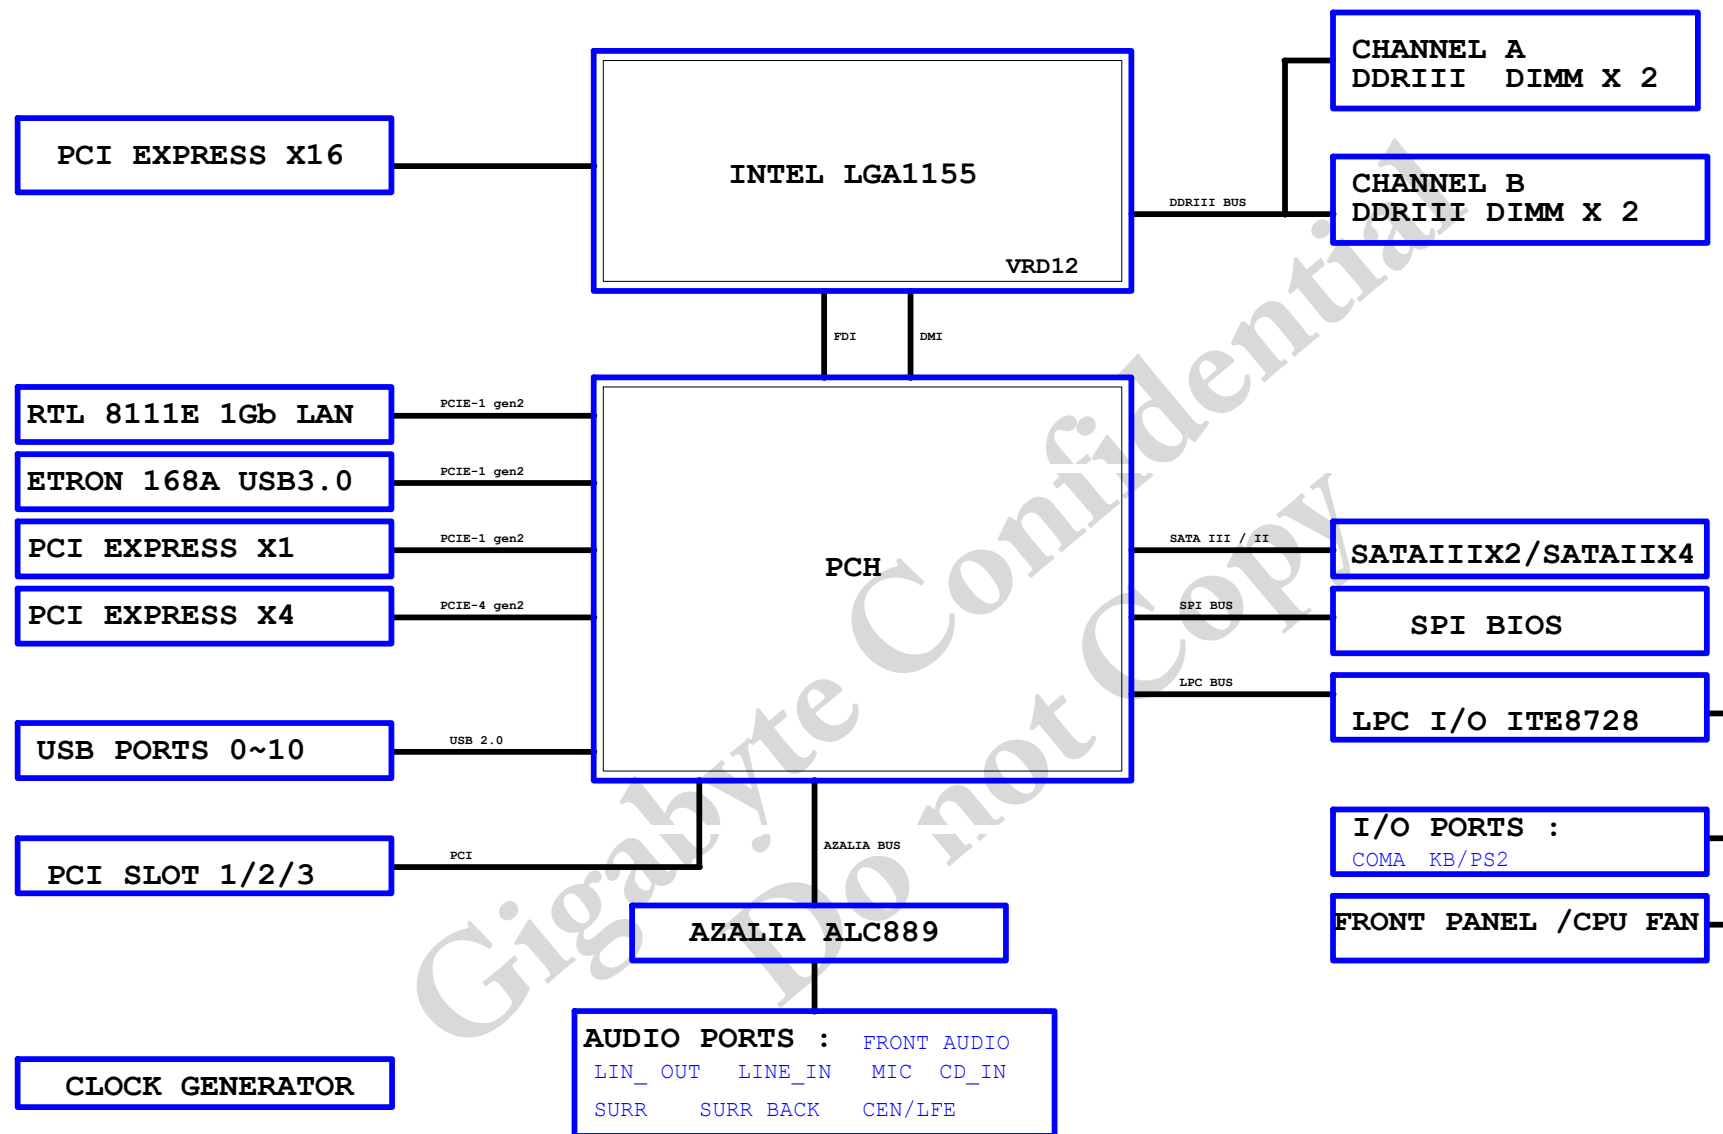 CHANNEL A
DDRIII DIMM X 2
PCI EXPRESS X16
INTEL LGA1155
VRD12
DDRIII BUS
CHANNEL B
DDRIII DIMM X 2
FDI
DMI
RTL 8111E 1Gb LAN
PCIE-1 gen2
ETRON 168A USB3.0
PCIE-1 gen2
PCI EXPRESS X1
PCIE-1 gen2
PCI EXPRESS X4
PCIE-4 gen2
PCH
SATA III / II
SATAIIIX2/SATAIIX4
SPI BUS
SPI BIOS
LPC BUS
LPC I/O ITE8728
USB PORTS 0~10
USB 2.0
PCI SLOT 1/2/3
PCI
AZALIA BUS
I/O PORTS :
COMA KB/PS2
FRONT PANEL /CPU FAN
AZALIA ALC889
AUDIO PORTS : FRONT AUDIO
LIN_ OUT LINE_IN MIC CD_IN
SURR SURR BACK CEN/LFE
CLOCK GENERATOR
Gigabyte Confidential
Do not Copy